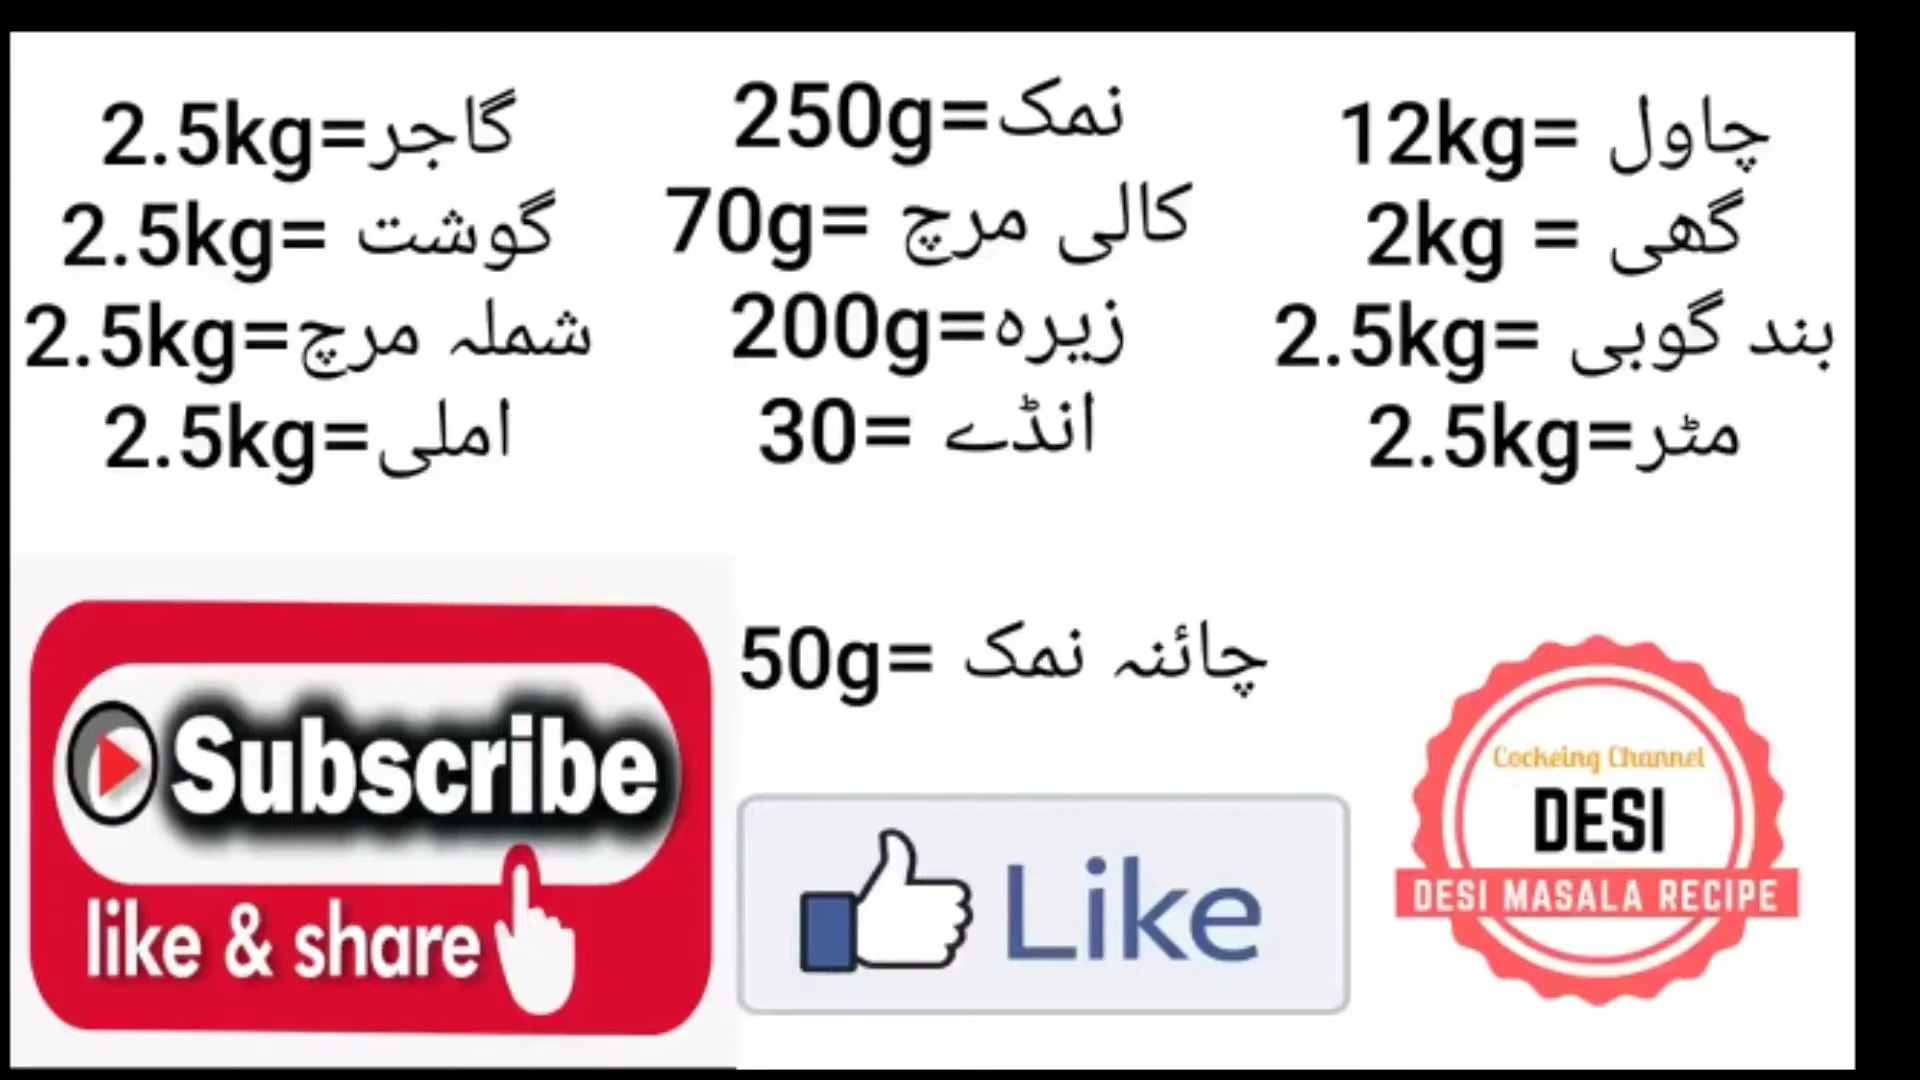 چاول =12kg
گھی = 2kg
بند گوبی =2.5kg
مٹر=2.5kg
نمک=250g
کالی مرچ =70g
زیرہ=200g
انڈے =30
گاجر=2.5kg
گوشت =2.5kg
شملہ مرچ=2.5kg
املی=2.5kg
چائنہ نمک =50g
Subscribe
like & share
Like
Cockeing Channel
DESI
DESI MASALA RECIPE